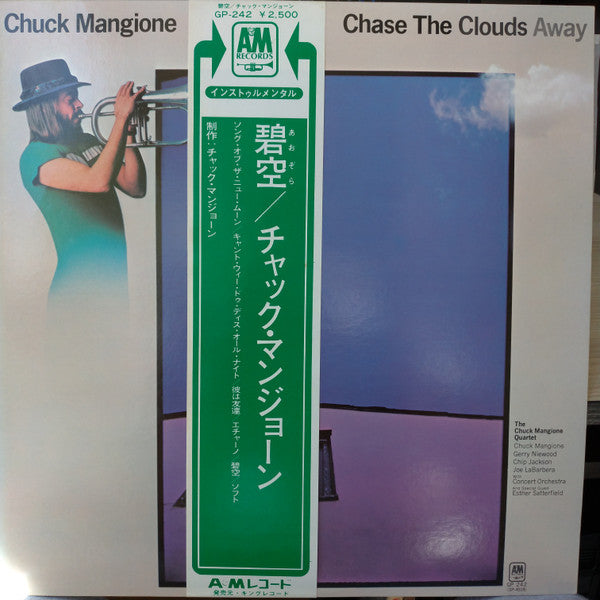 Chuck Mangione
Chase The Clouds Away
碧空/チャック・マンジョーン
GP-242 ¥2,500
A&M
RECORDS
インストゥルメンタル
あおぞら
碧空/チャック・マンジョーン
ソング・オブ・ザ・ニュー・ムーン/キャント・ウィー・ドゥ・ディス・オール・ナイト 彼は友達 エチャーノ 碧空 ソフト
制作:チャック・マンジョーン
A&Mレコード
発売元・キングレコード
The
Chuck Mangione
Quartet
Chuck Mangione
Gerry Niewood
Chip Jackson
Joe LaBarbera
With
Concert Orchestra
And Special Guest
Esther Satterfield
A&M
RECORDS
GP 242